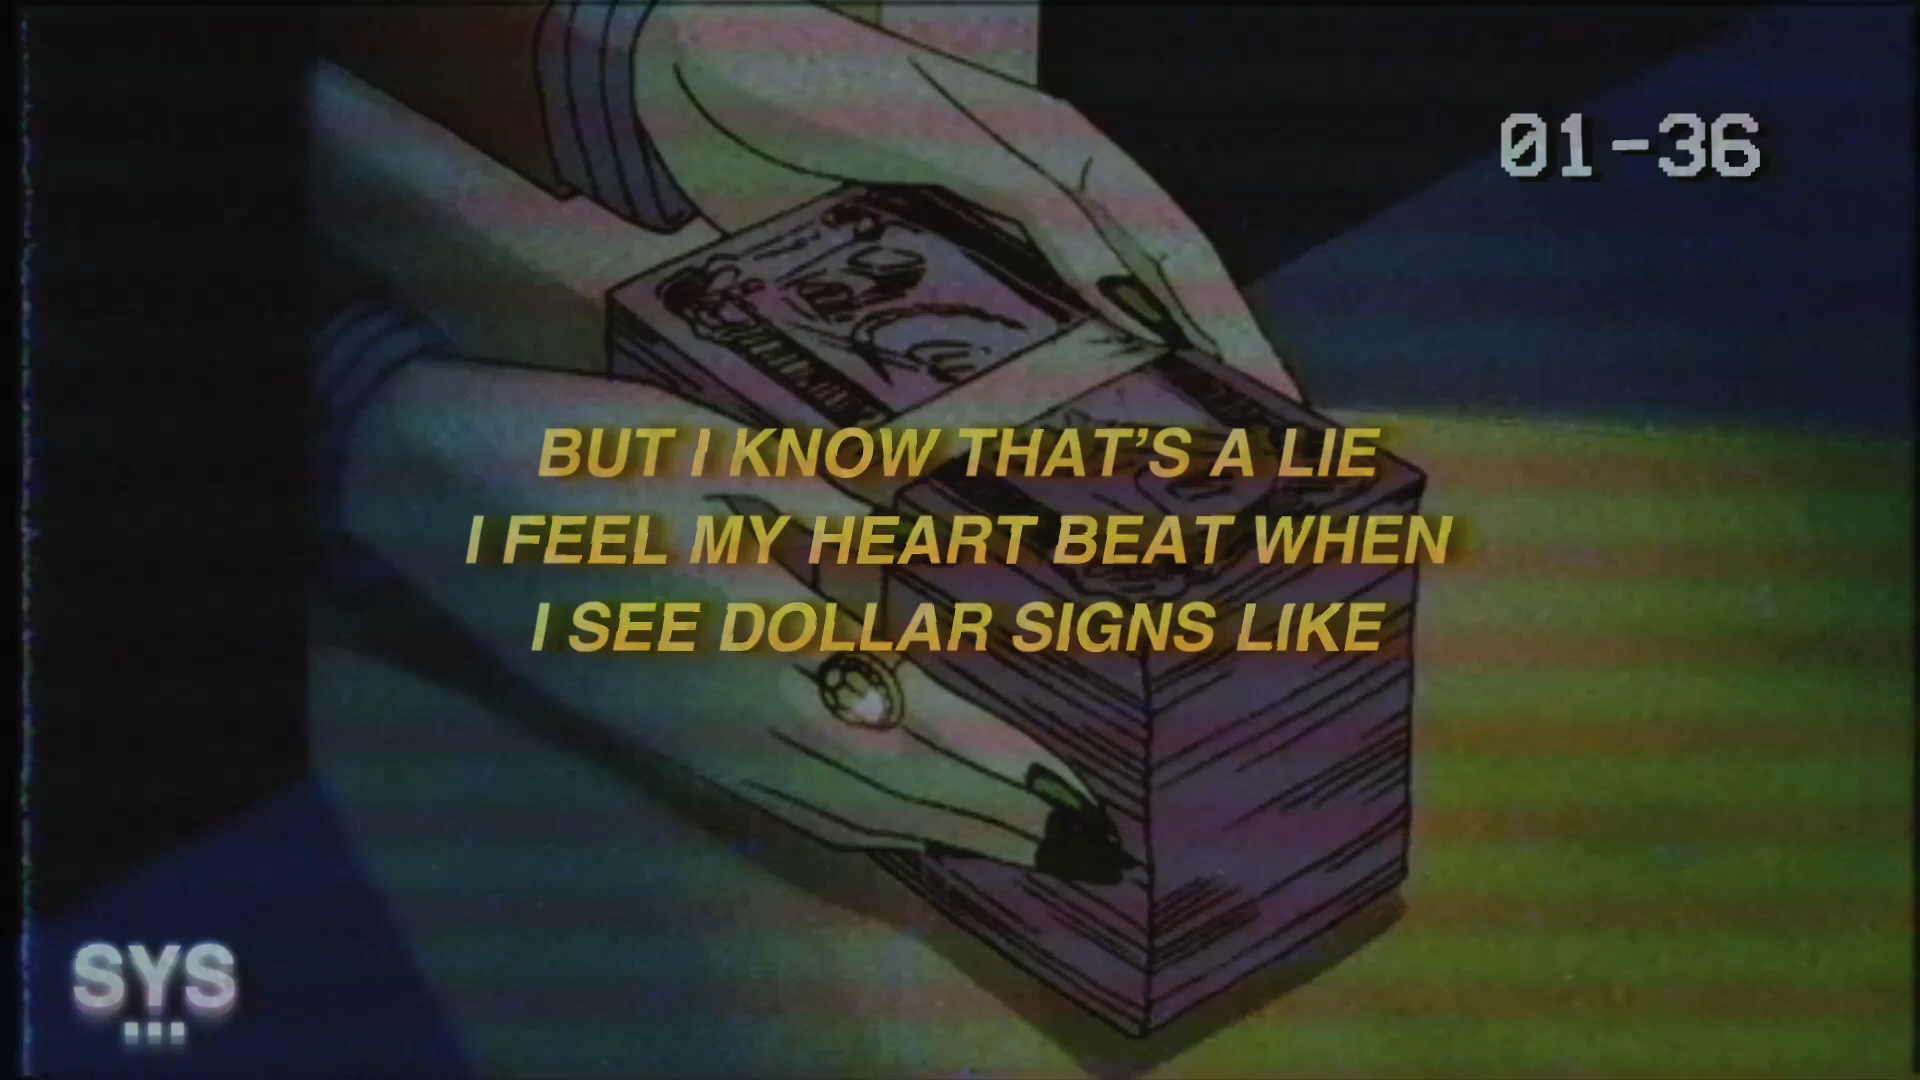 01-36
BUT I KNOW THAT’S A LIE
I FEEL MY HEART BEAT WHEN
I SEE DOLLAR SIGNS LIKE
SYS